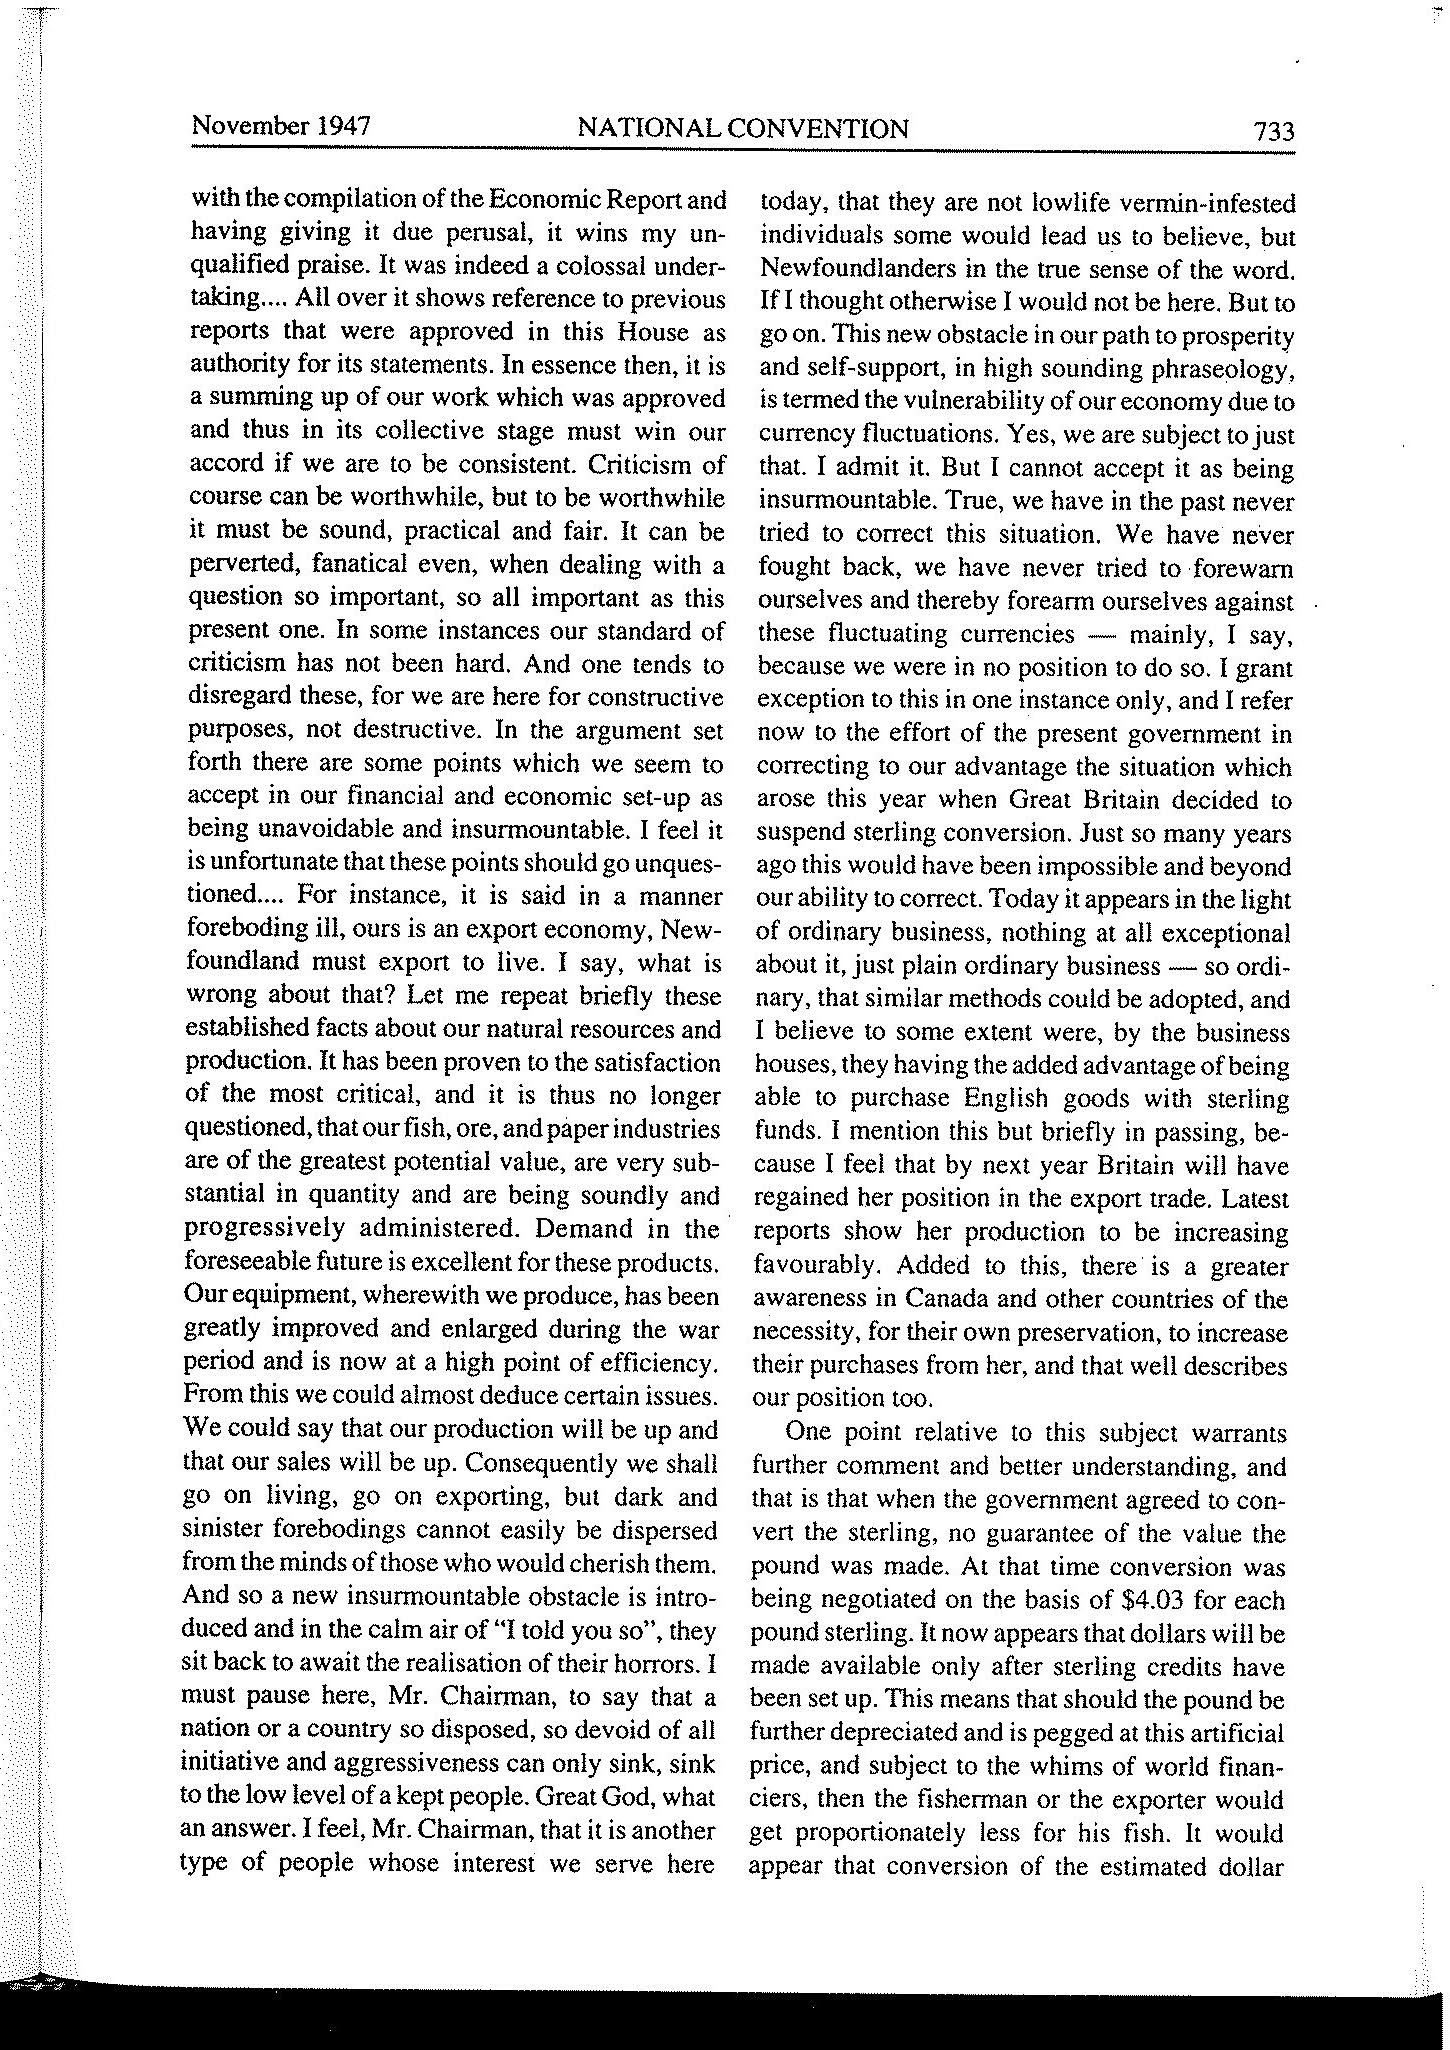 November 1947 NATIONAL CONVENTION 733
with the compilation of the Economic Report and
having giving it due perusal, it wins my un-
qualified praise. It was indeed a colossal under-
taking.... All over it shows reference to previous
reports that were approved in this House as
authority for its statements. In essence then, it is
a summing up of our work which was approved
and thus in its collective stage must win our
accord if we are to be consistent. Criticism of
course can be worthwhile, but to be worthwhile
it must be sound, practical and fair. It can be
perverted, fanatical even, when dealing with a
question so important, so all important as this
present one. In some instances our standard of
criticism has not been hard. And one tends to
disregard these, for we are here for constructive
purposes, not destructive. In the argument set
forth there are some points which we seem to
accept in our financial and economic set-up as
being unavoidable and insurmountable. I feel it
is unfortunate that these points should go unques-
tioned.... For instance, it is said in a manner
foreboding ill, ours is an export economy, New-
foundland must export to live. I say, what is
wrong about that? Let me repeat briefly these
established facts about our natural resources and
production. It has been proven to the satisfaction
of the most critical, and it is thus no longer
questioned, that our fish, ore, and paper industries
are of the greatest potential value, are very sub-
stantial in quantity and are being soundly and
progressively administered. Demand in the
foreseeable future is excellent for these products.
Our equipment, wherewith we produce, has been
greatly improved and enlarged during the war
period and is now at a high point of efficiency.
From this we could almost deduce certain issues.
We could say that our production will be up and
that our sales will be up. Consequently we shall
go on living, go on exporting, but dark and
sinister forebodings cannot easily be dispersed
from the minds of those who would cherish them.
And so a new insurmountable obstacle is intro-
duced and in the calm air of "I told you so", they
sit back to await the realisation of their horrors. I
must pause here, Mr. Chairman, to say that a
nation or a country so disposed, so devoid of all
initiative and aggressiveness can only sink, sink
to the low level of a kept people. Great God, what
an answer. I feel, Mr. Chairman, that it is another
type of people whose interest we serve here
today, that they are not lowlife vermin-infested
individuals some would lead us to believe, but
Newfoundlanders in the true sense of the word.
If I thought otherwise I would not be here. But to
go on. This new obstacle in our path to prosperity
and self-support, in high sounding phraseology,
is termed the vulnerability of our economy due to
currency fluctuations. Yes, we are subject to just
that. I admit it. But I cannot accept it as being
insurmountable. True, we have in the past never
tried to correct this situation. We have never
fought back, we have never tried to forewarn
ourselves and thereby forearm ourselves against
these fluctuating currencies — mainly, I say,
because we were in no position to do so. I grant
exception to this in one instance only, and I refer
now to the effort of the present government in
correcting to our advantage the situation which
arose this year when Great Britain decided to
suspend sterling conversion. Just so many years
ago this would have been impossible and beyond
our ability to correct. Today it appears in the light
of ordinary business, nothing at all exceptional
about it, just plain ordinary business — so ordi-
nary, that similar methods could be adopted, and
I believe to some extent were, by the business
houses, they having the added advantage of being
able to purchase English goods with sterling
funds. I mention this but briefly in passing, be-
cause I feel that by next year Britain will have
regained her position in the export trade. Latest
reports show her production to be increasing
favourably. Added to this, there is a greater
awareness in Canada and other countries of the
necessity, for their own preservation, to increase
their purchases from her, and that well describes
our position too.
One point relative to this subject warrants
further comment and better understanding, and
that is that when the government agreed to con-
vert the sterling, no guarantee of the value the
pound was made. At that time conversion was
being negotiated on the basis of $4.03 for each
pound sterling. It now appears that dollars will be
made available only after sterling credits have
been set up. This means that should the pound be
further depreciated and is pegged at this artificial
price, and subject to the whims of world finan-
ciers, then the fisherman or the exporter would
get proportionately less for his fish. It would
appear that conversion of the estimated dollar